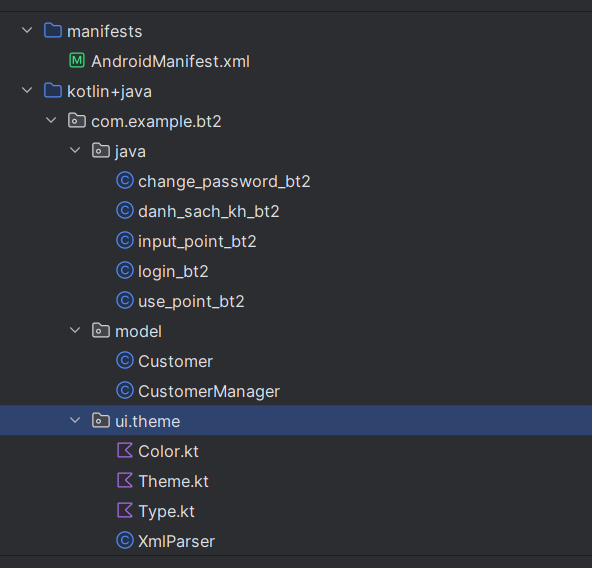 manifests
AndroidManifest.xml
kotlin+java
com.example.bt2
java
change_password_bt2
danh_sach_kh_bt2
input_point_bt2
login_bt2
use_point_bt2
model
Customer
CustomerManager
ui.theme
Color.kt
Theme.kt
Type.kt
XmlParser